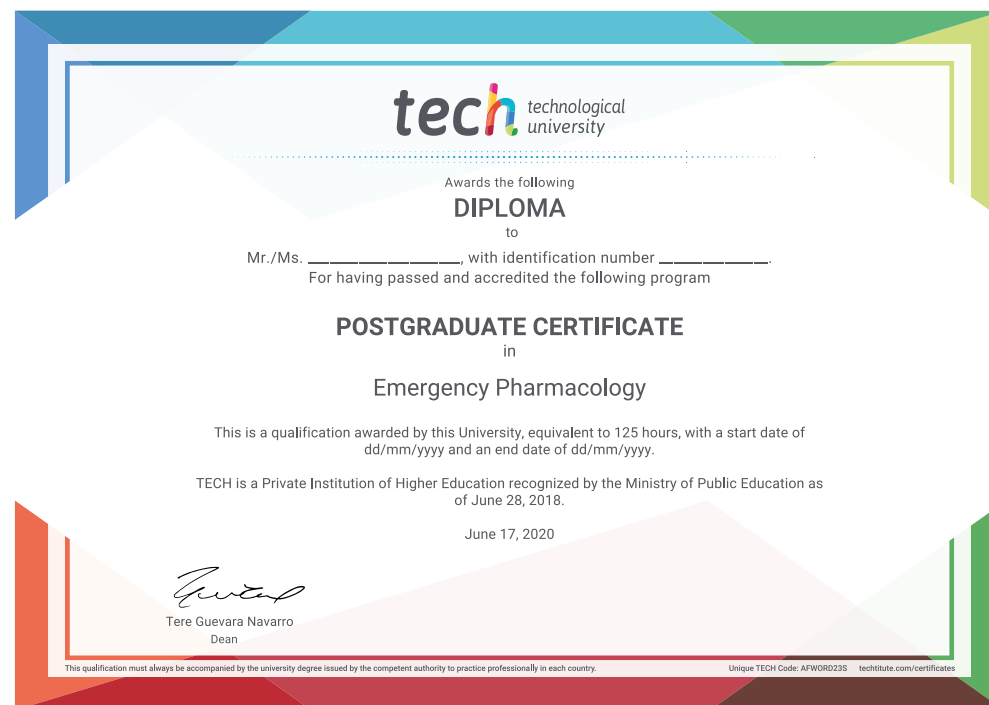 tech technological
university
Awards the following
DIPLOMA
to
Mr./Ms. __________________, with identification number _____________.
For having passed and accredited the following program
POSTGRADUATE CERTIFICATE
in
Emergency Pharmacology
This is a qualification awarded by this University, equivalent to 125 hours, with a start date of
dd/mm/yyyy and an end date of dd/mm/yyyy.
TECH is a Private Institution of Higher Education recognized by the Ministry of Public Education as
of June 28, 2018.
June 17, 2020
Tere Guevara Navarro
Dean
This qualification must always be accompanied by the university degree issued by the competent authority to practice professionally in each country. Unique TECH Code: AFWORD23S techtitute.com/certificates